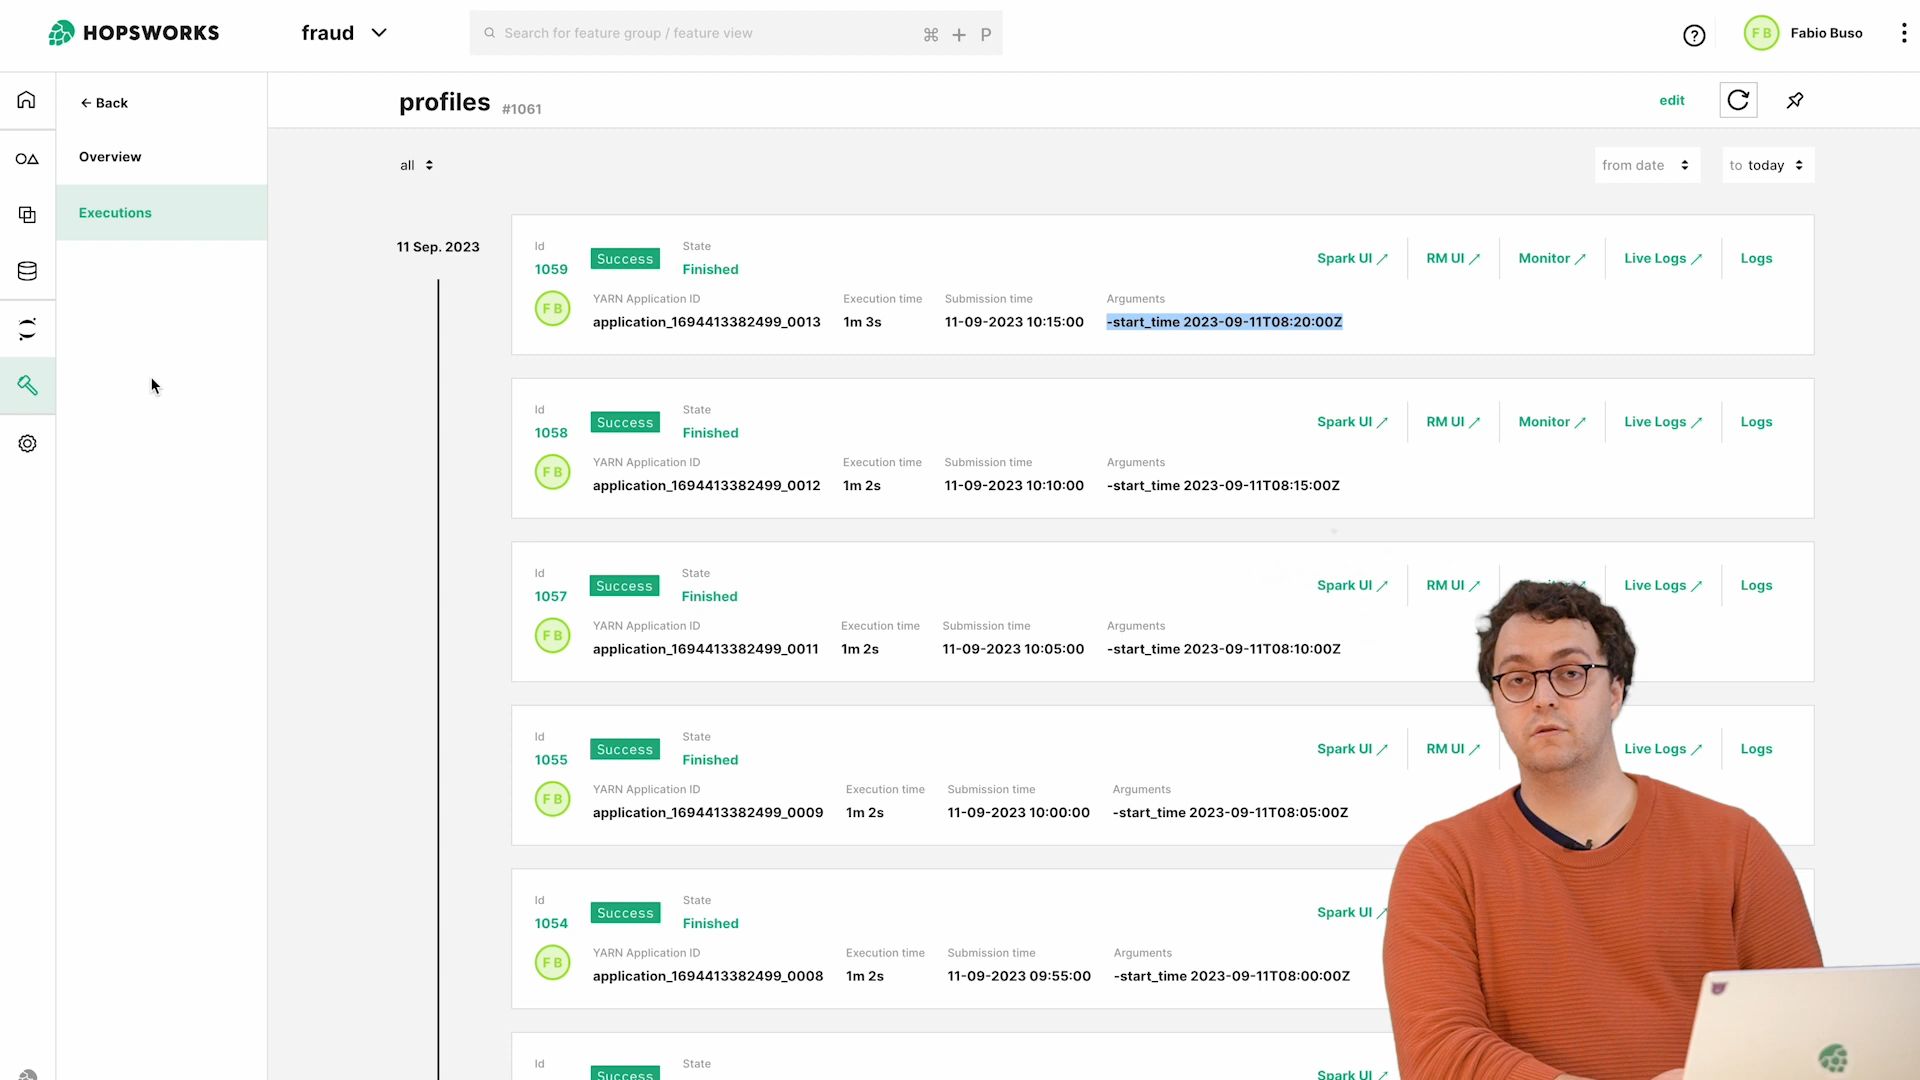 HOPSWORKS
fraud
Search for feature group / feature view
⌘ + P
F B
Fabio Buso
← Back
profiles #1061
edit
Overview
all
from date
to today
Executions
11 Sep. 2023
Id
State
1059 Success Finished
Spark UI RM UI Monitor Live Logs Logs
F B
YARN Application ID Execution time Submission time Arguments
application_1694413382499_0013 1m 3s 11-09-2023 10:15:00 -start_time 2023-09-11T08:20:00Z
Id
State
1058 Success Finished
Spark UI RM UI Monitor Live Logs Logs
F B
YARN Application ID Execution time Submission time Arguments
application_1694413382499_0012 1m 2s 11-09-2023 10:10:00 -start_time 2023-09-11T08:15:00Z
Id
State
1057 Success Finished
Spark UI RM UI Live Logs Logs
F B
YARN Application ID Execution time Submission time Arguments
application_1694413382499_0011 1m 2s 11-09-2023 10:05:00 -start_time 2023-09-11T08:10:00Z
Id
State
1055 Success Finished
Spark UI RM UI Live Logs Logs
F B
YARN Application ID Execution time Submission time Arguments
application_1694413382499_0009 1m 2s 11-09-2023 10:00:00 -start_time 2023-09-11T08:05:00Z
Id
State
1054 Success Finished
Spark UI
F B
YARN Application ID Execution time Submission time Arguments
application_1694413382499_0008 1m 2s 11-09-2023 09:55:00 -start_time 2023-09-11T08:00:00Z
Id
State
Success
Spark UI